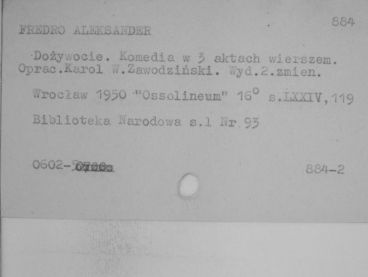 884
FREDRO ALEKSANDER
Dożywocie. Komedia w 3 aktach wierszem.
Oprac.Karol W.Zawodziński. Wyd.2.zmien.
Wrocław 1950 "Ossolineum" 16° s.LXXIV,119
Biblioteka Narodowa s.l Nr 93
0602-
884-2